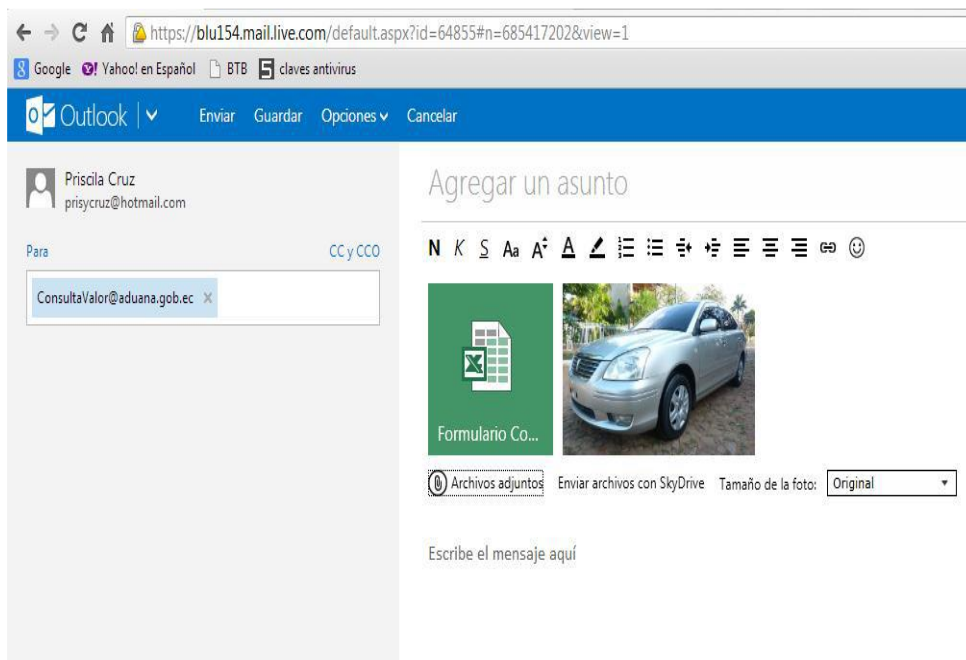 https://blu154.mail.live.com/default.aspx?id=64855#n=685417202&view=1
Google Yahoo! en Español BTB claves antivirus
Outlook Enviar Guardar Opciones Cancelar
Priscila Cruz
prisycruz@hotmail.com
Para CC y CCO
ConsultaValor@aduana.gob.ec
Agregar un asunto
N K S Aa A A
Formulario Co...
Archivos adjuntos Enviar archivos con SkyDrive Tamaño de la foto: Original
Escribe el mensaje aquí